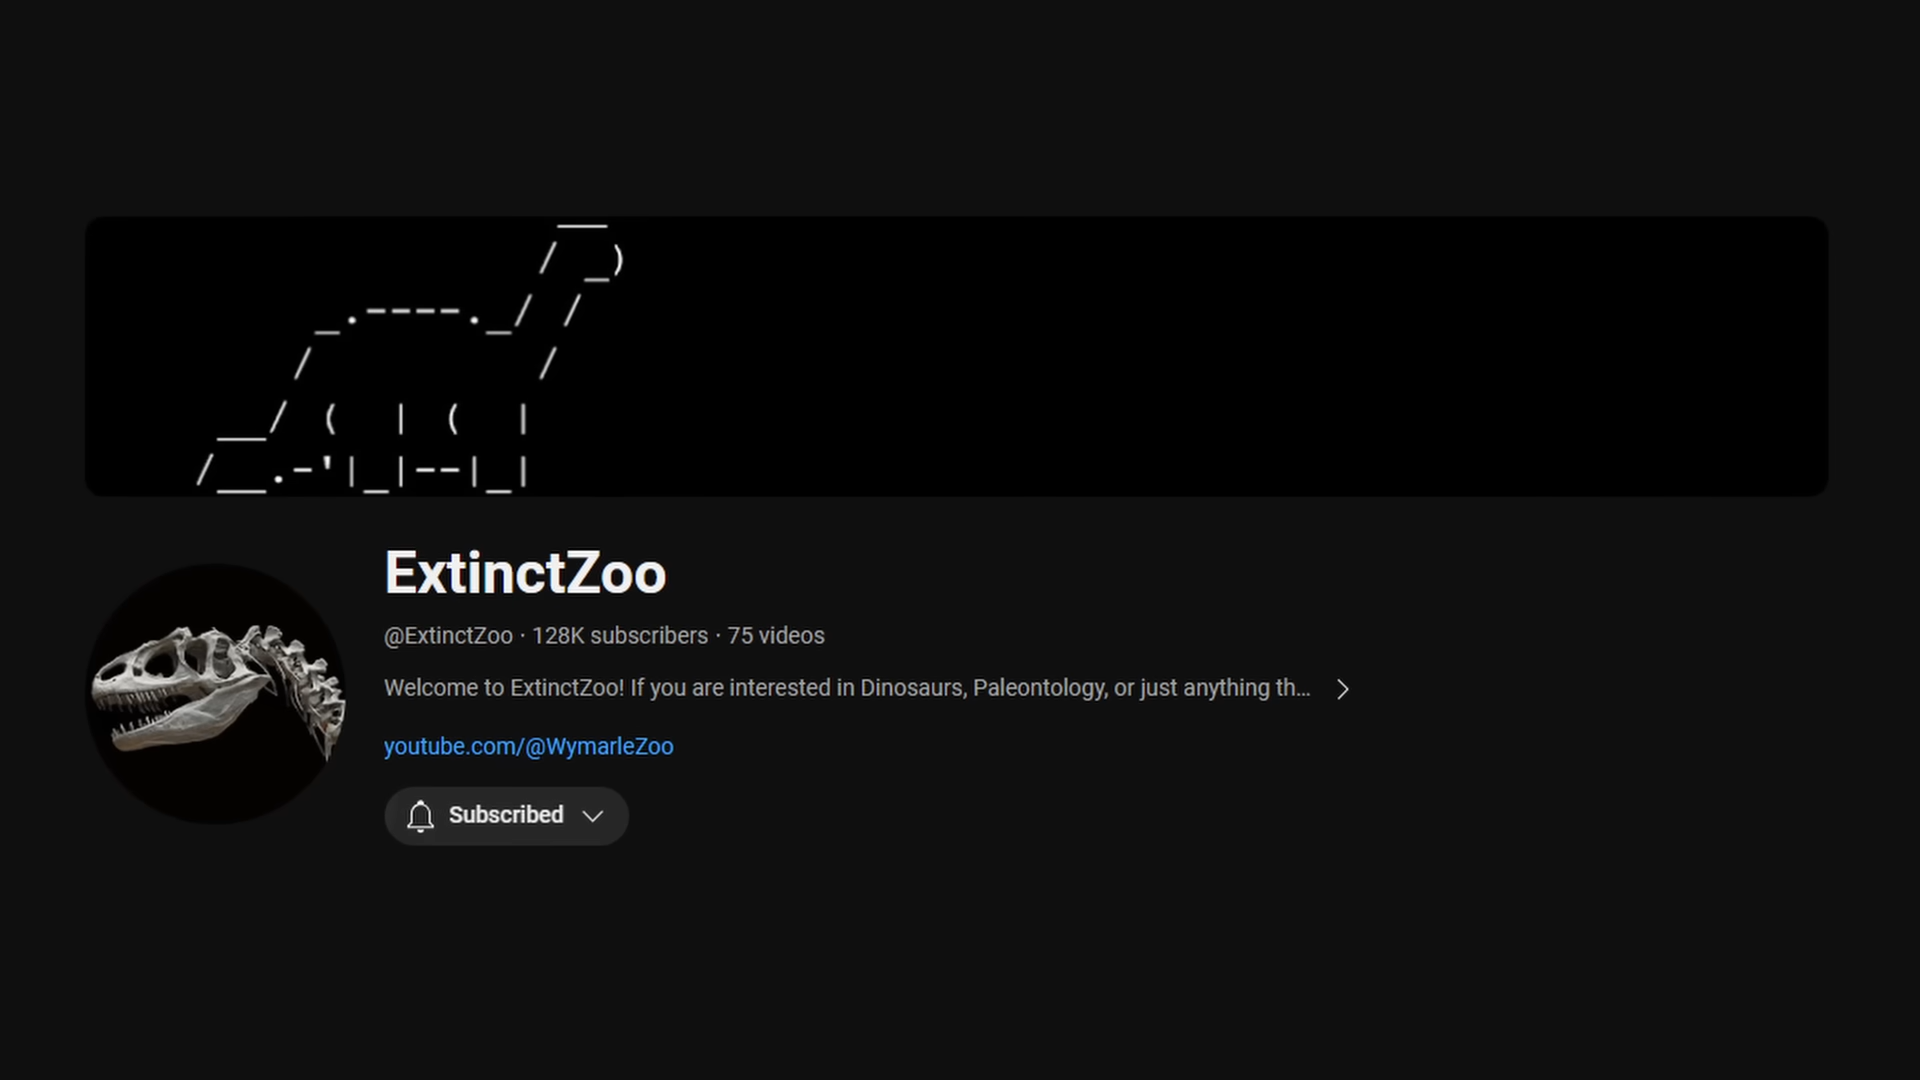 ExtinctZoo
@ExtinctZoo · 128K subscribers · 75 videos
Welcome to ExtinctZoo! If you are interested in Dinosaurs, Paleontology, or just anything th...
youtube.com/@WymarleZoo
Subscribed